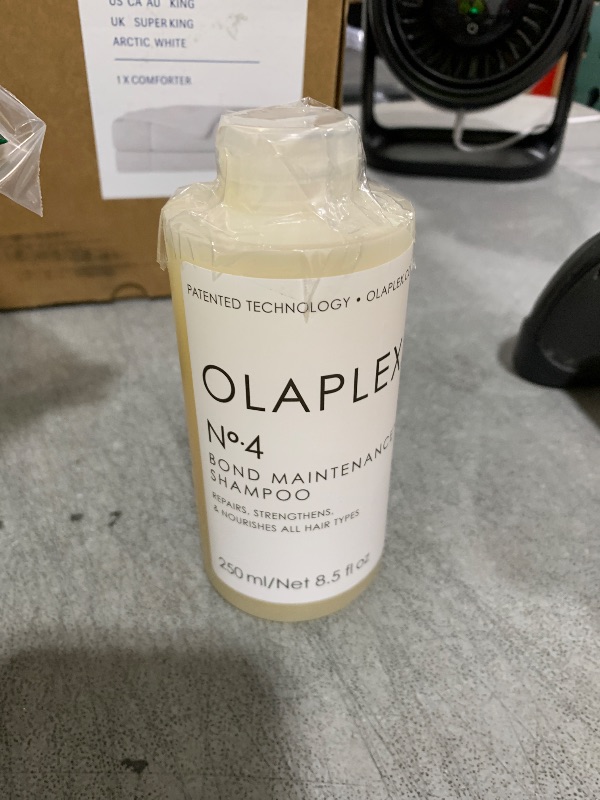 US CA AU KING
UK SUPER KING
ARCTIC WHITE
1 X COMFORTER
PATENTED TECHNOLOGY • OLAPLEX
OLAPLEX
Nº.4
BOND MAINTENANCE
SHAMPOO
REPAIRS, STRENGTHENS,
& NOURISHES ALL HAIR TYPES
250 ml/Net 8.5 fl oz